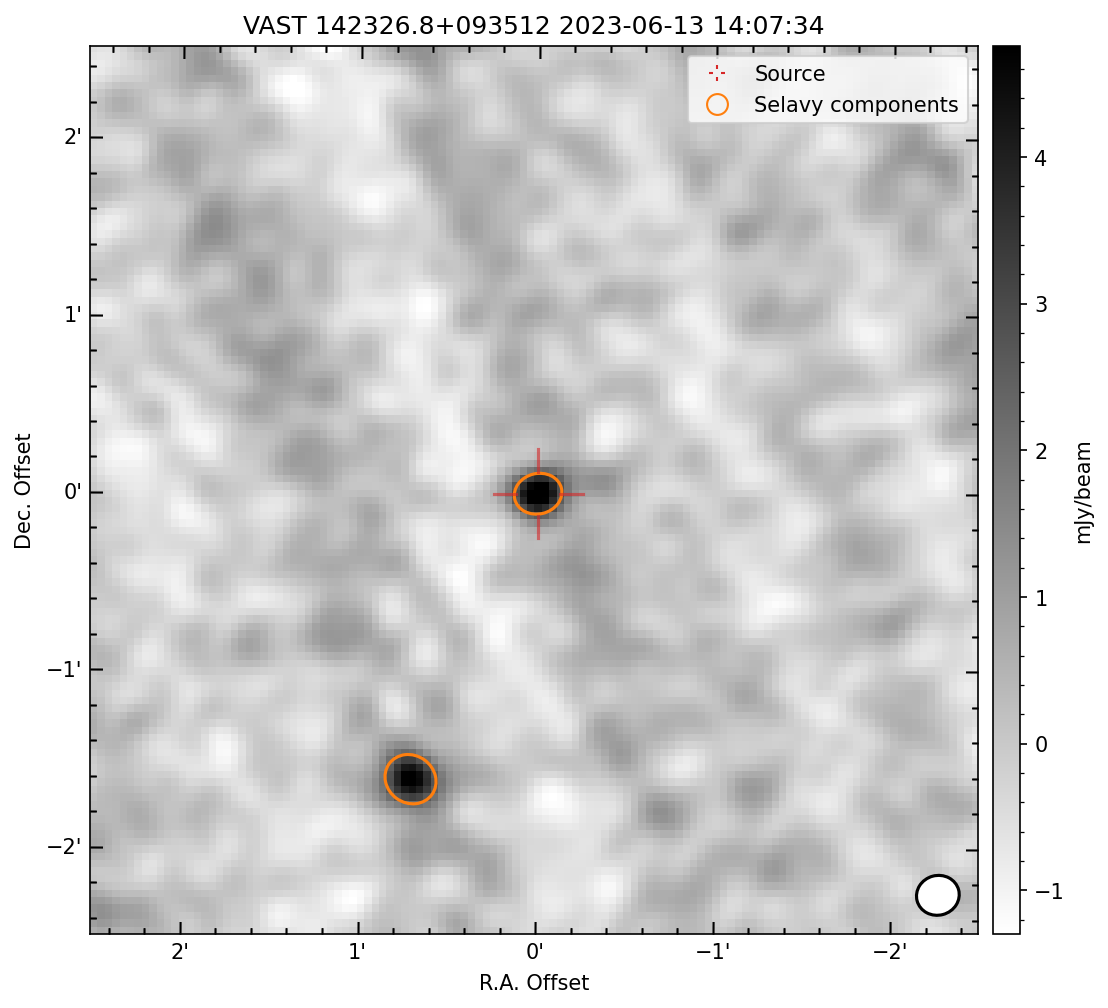 VAST 142326.8+093512 2023-06-13 14:07:34
Source
Selavy components
2'
1'
0'
−1'
−2'
Dec. Offset
2'
1'
0'
−1'
−2'
R.A. Offset
4
3
2
1
0
−1
mJy/beam